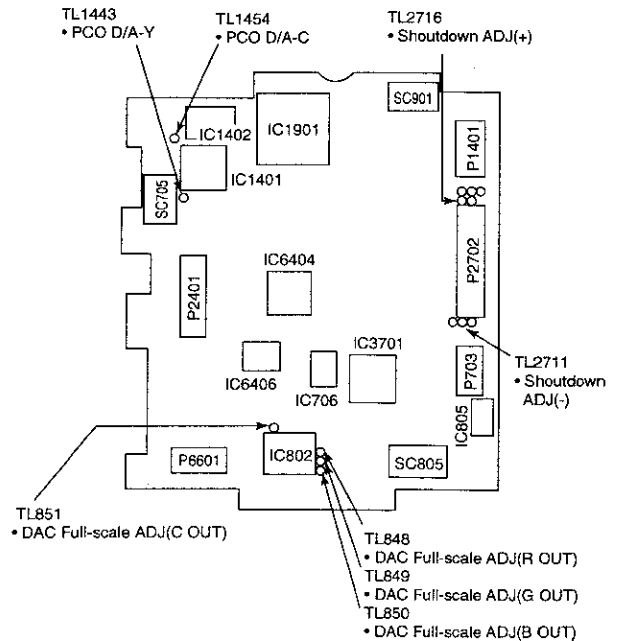 TL1443
• PCO D/A-Y
TL1454
• PCO D/A-C
TL2716
• Shoutdown ADJ(+)
SC901
IC1402
IC1901
P1401
IC1401
SC705
P2702
IC6404
P2401
IC3701
IC6406
IC706
P703
TL2711
• Shoutdown
ADJ(-)
IC805
IC802
P6601
SC805
TL851
• DAC Full-scale ADJ(C OUT)
TL848
• DAC Full-scale ADJ(R OUT)
TL849
• DAC Full-scale ADJ(G OUT)
TL850
• DAC Full-scale ADJ(B OUT)